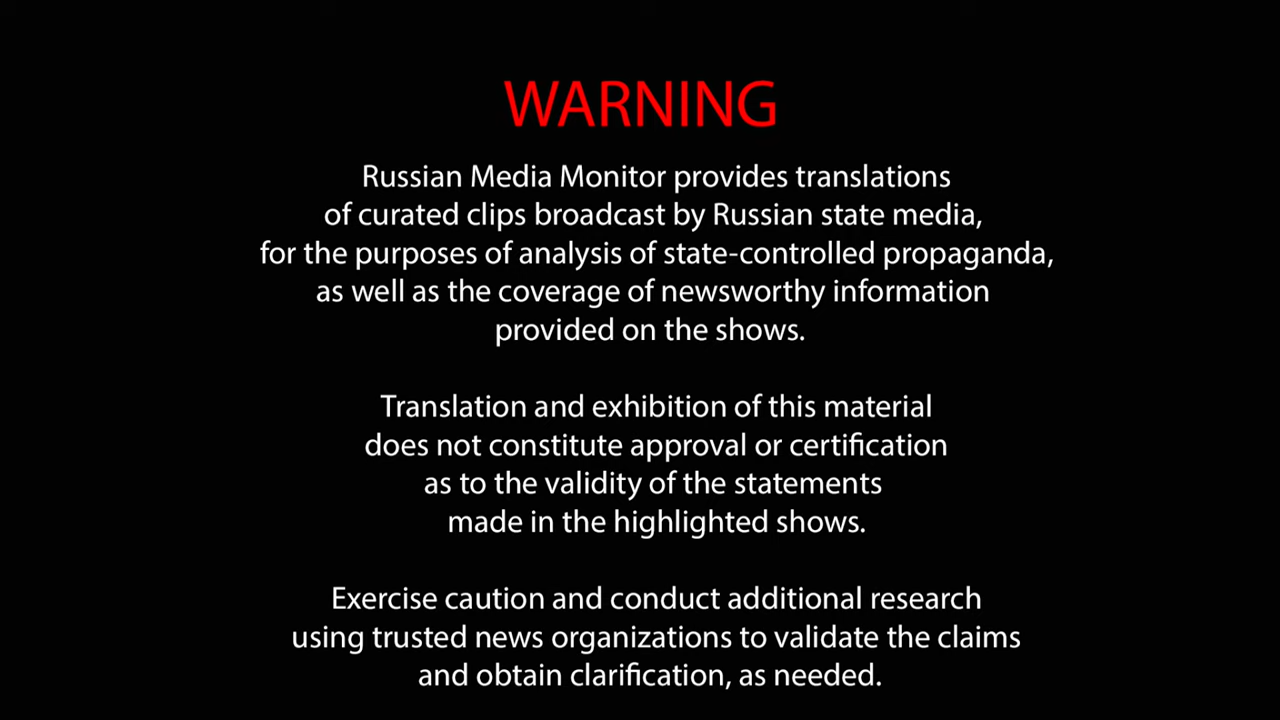 WARNING
Russian Media Monitor provides translations
of curated clips broadcast by Russian state media,
for the purposes of analysis of state-controlled propaganda,
as well as the coverage of newsworthy information
provided on the shows.
Translation and exhibition of this material
does not constitute approval or certification
as to the validity of the statements
made in the highlighted shows.
Exercise caution and conduct additional research
using trusted news organizations to validate the claims
and obtain clarification, as needed.